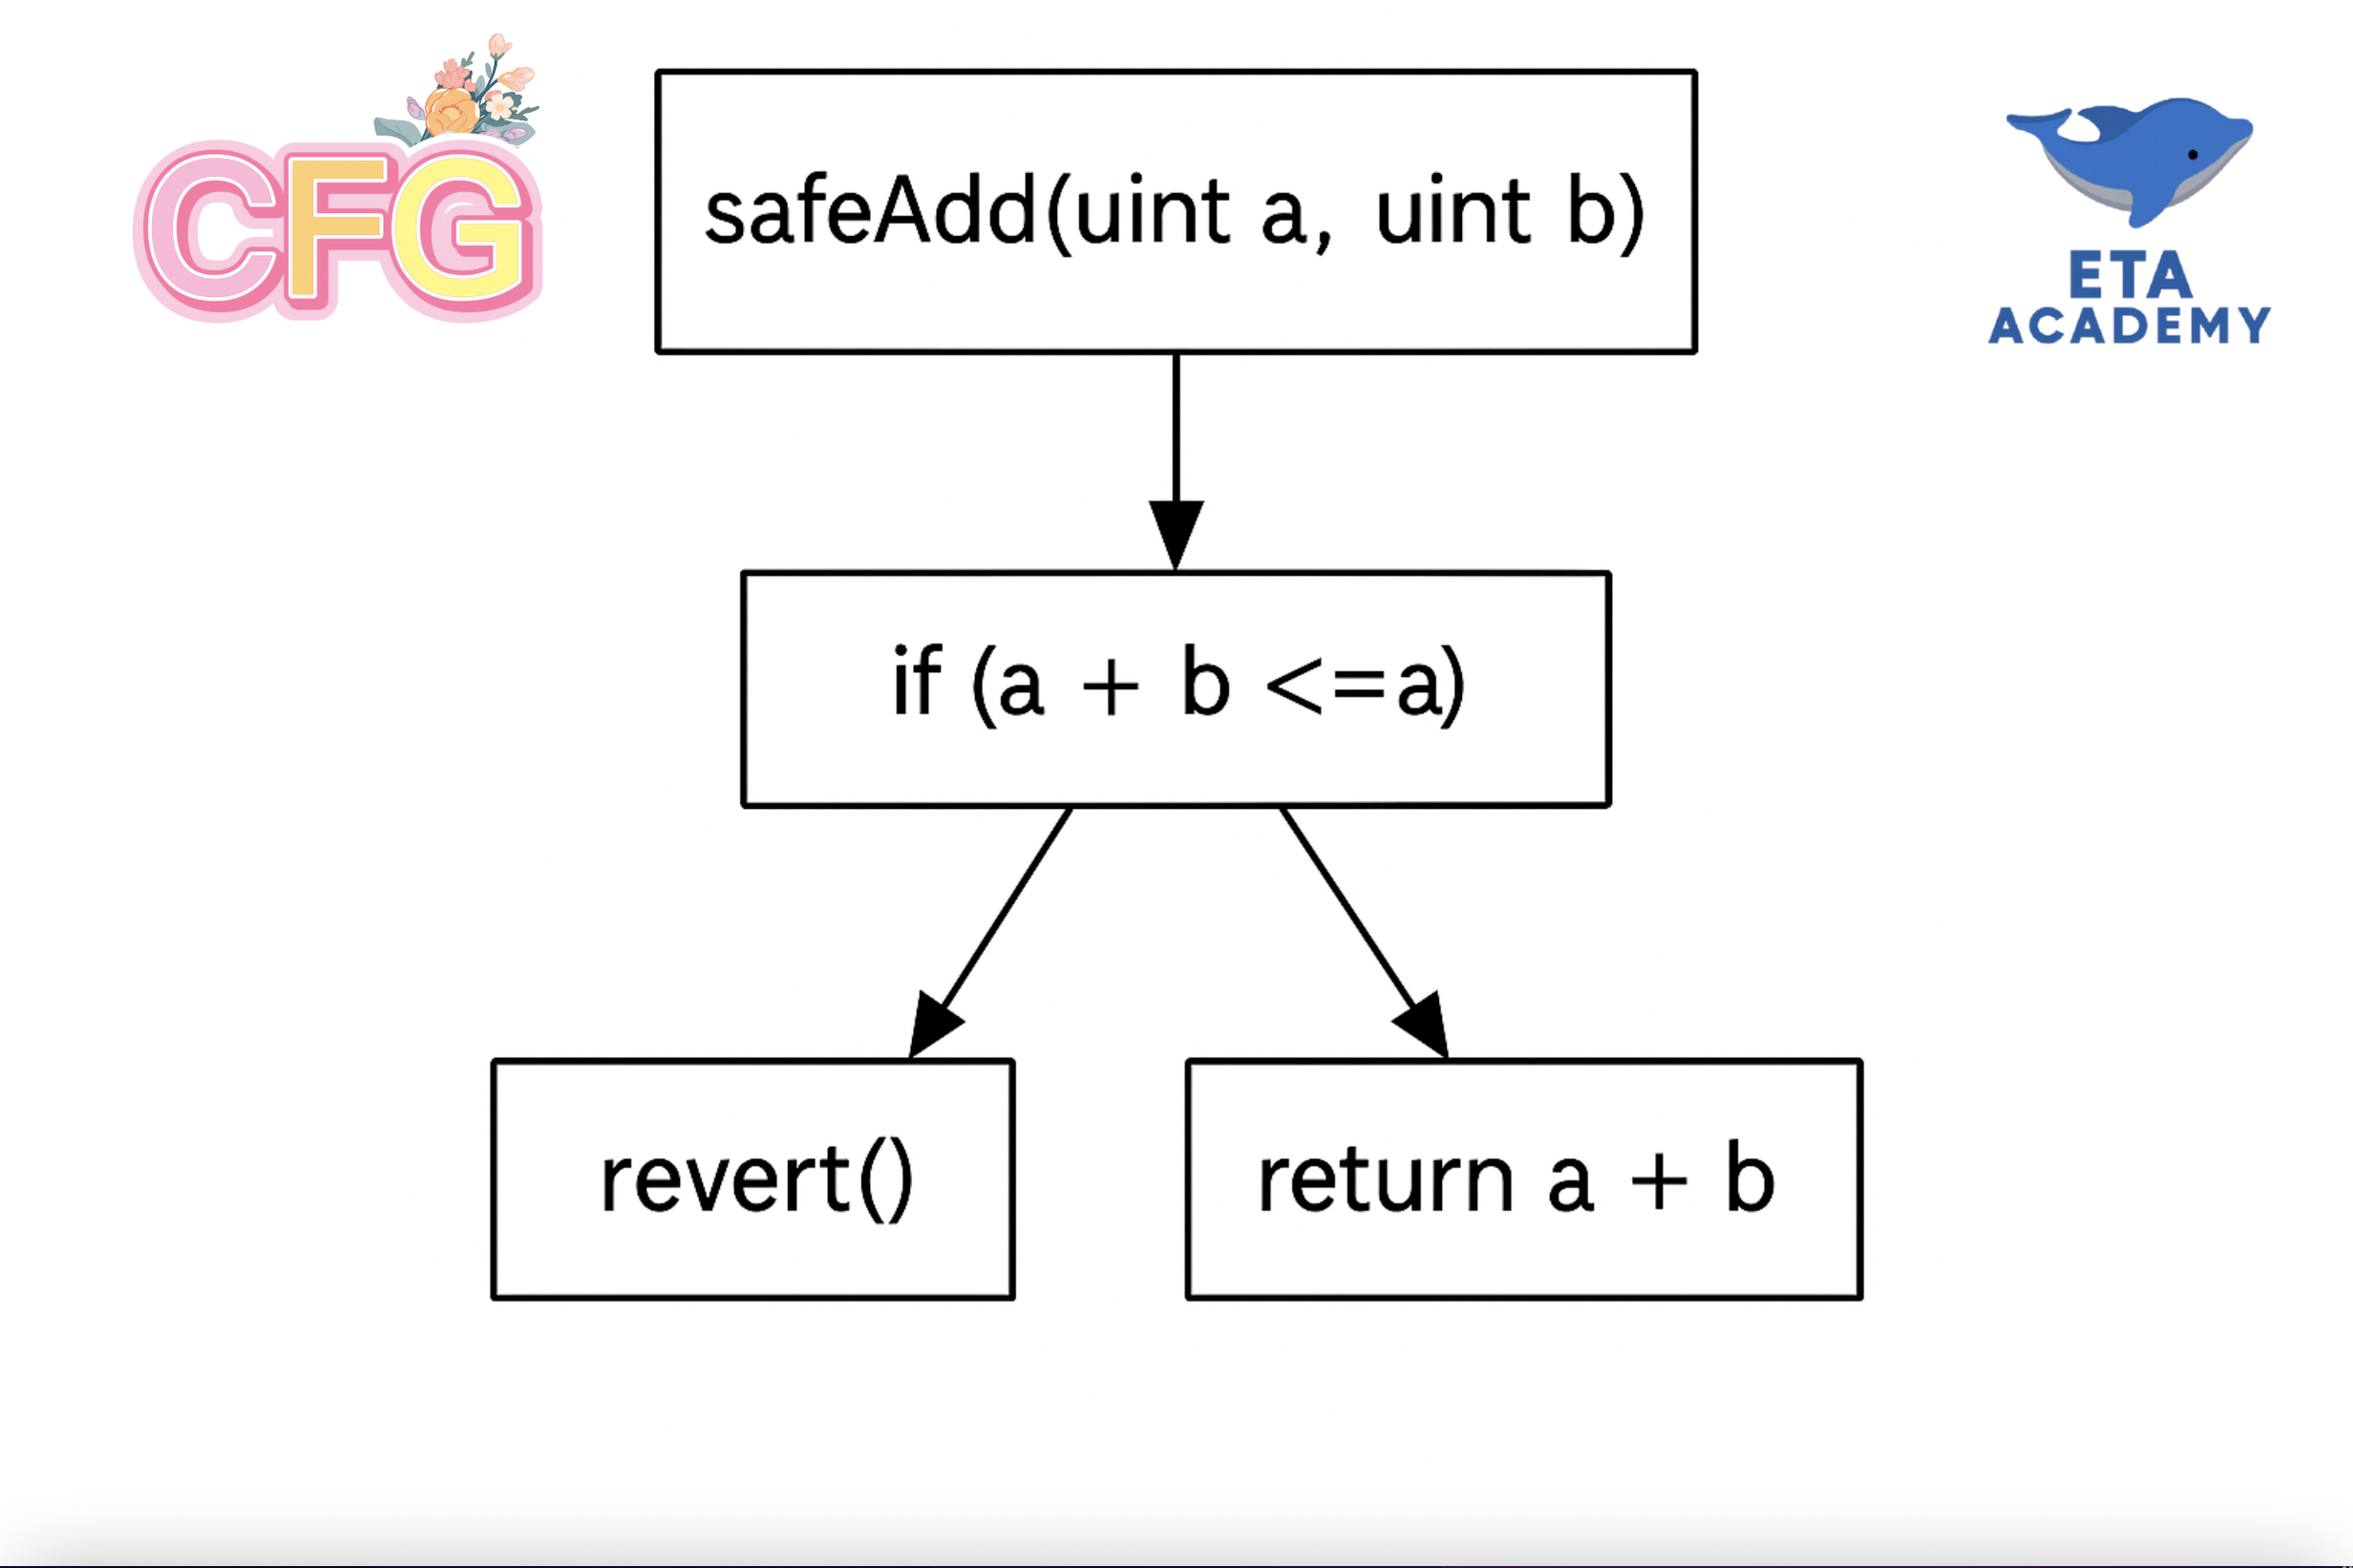 CFG
safeAdd(uint a, uint b)
ETA
ACADEMY
if (a + b <=a)
revert()
return a + b